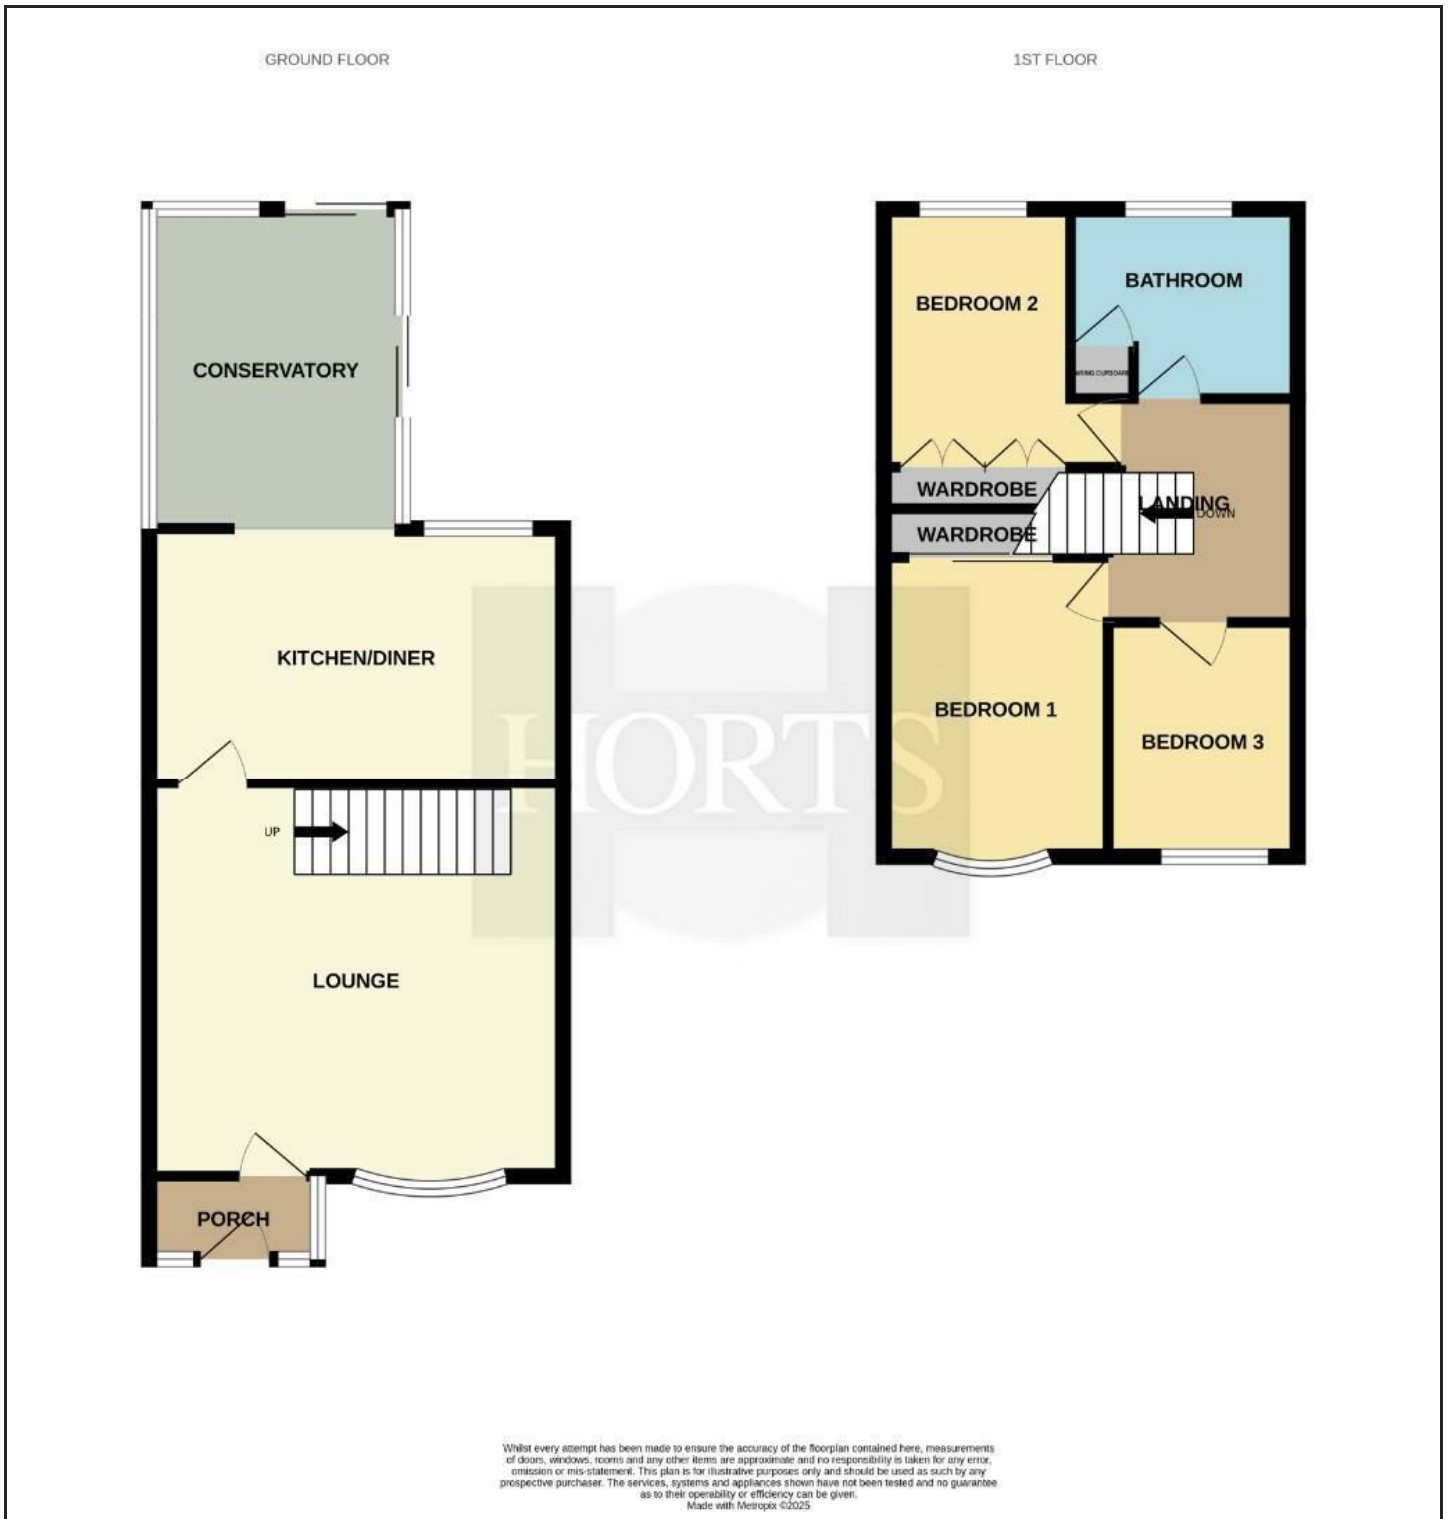 GROUND FLOOR
1ST FLOOR
CONSERVATORY
KITCHEN/DINER
UP
LOUNGE
PORCH
BEDROOM 2
BATHROOM
AIRING CUPBOARD
WARDROBE
WARDROBE
LANDING
DOWN
BEDROOM 1
BEDROOM 3
HORTS
Whilst every attempt has been made to ensure the accuracy of the floorplan contained here, measurements
of doors, windows, rooms and any other items are approximate and no responsibility is taken for any error,
omission or mis-statement. This plan is for illustrative purposes only and should be used as such by any
prospective purchaser. The services, systems and appliances shown have not been tested and no guarantee
as to their operability or efficiency can be given.
Made with Metropix ©2025